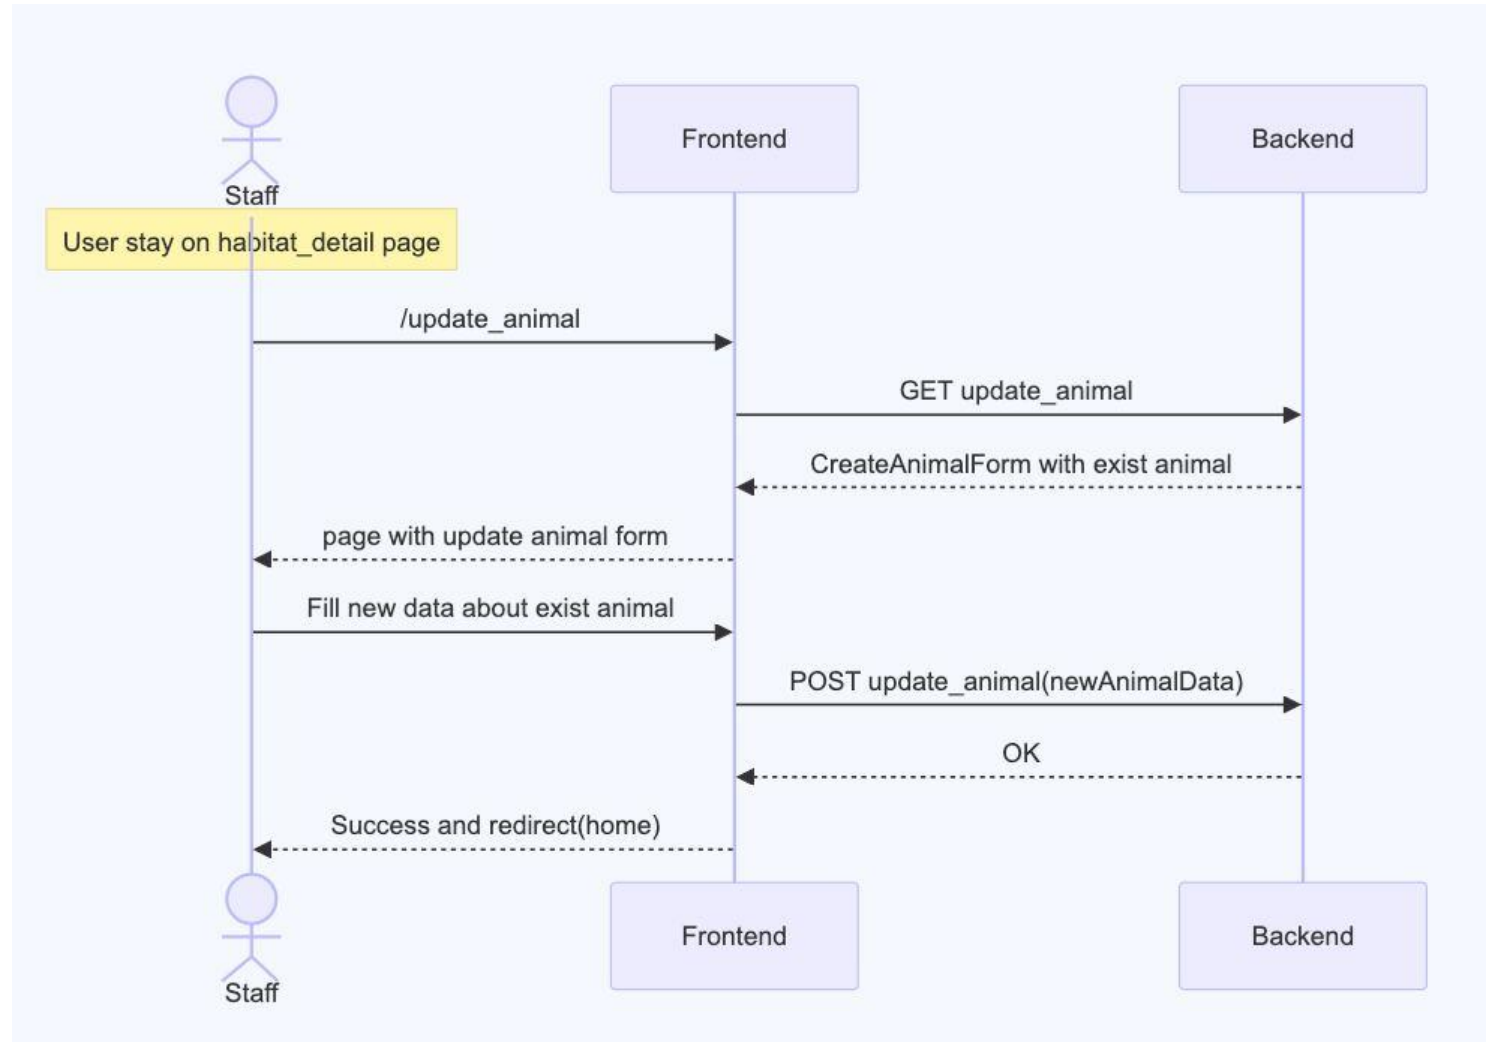 Frontend
Backend
Staff
User stay on habitat_detail page
/update_animal
GET update_animal
CreateAnimalForm with exist animal
page with update animal form
Fill new data about exist animal
POST update_animal(newAnimalData)
OK
Success and redirect(home)
Frontend
Backend
Staff